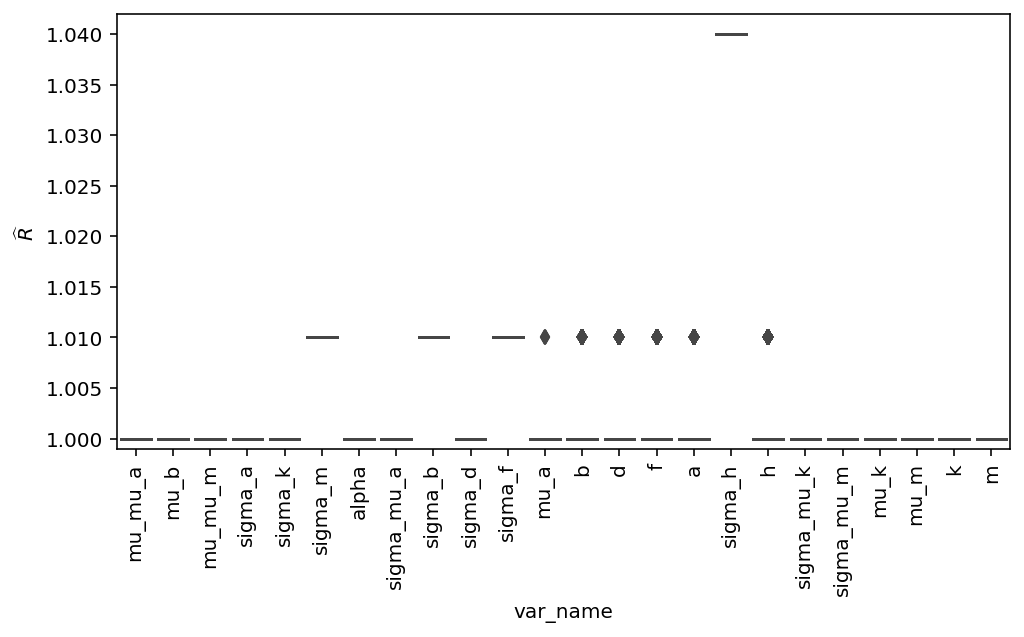 1.040
1.035
1.030
1.025
1.020
1.015
1.010
1.005
1.000
R̂
mu_mu_a
mu_b
mu_mu_m
sigma_a
sigma_k
sigma_m
alpha
sigma_mu_a
sigma_b
sigma_d
sigma_f
mu_a
b
d
f
a
sigma_h
h
sigma_mu_k
sigma_mu_m
mu_k
mu_m
k
m
var_name